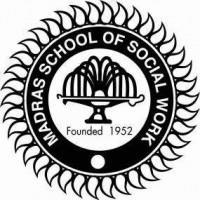 MADRAS SCHOOL OF SOCIAL WORK
Founded 1952